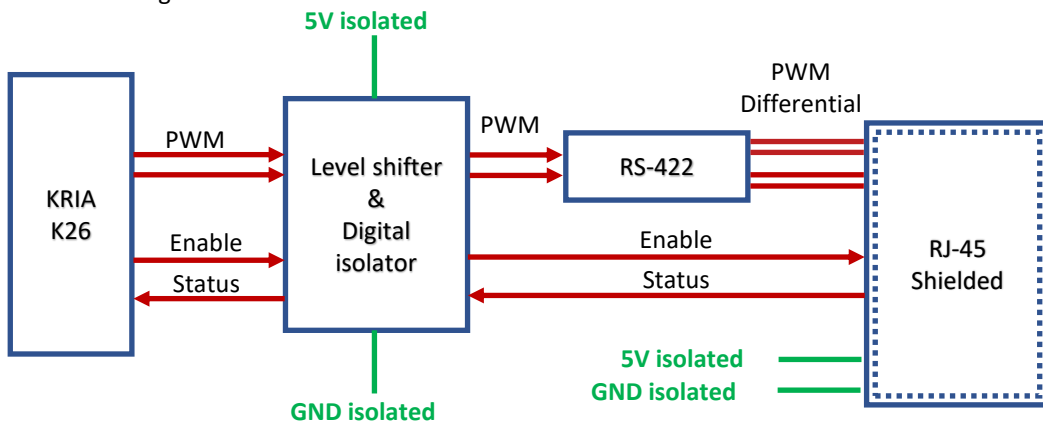 5V isolated
PWM
Differential
PWM
PWM
KRIA
K26
Level shifter
&
Digital
isolator
RS-422
Enable
Status
Enable
Status
RJ-45
Shielded
5V isolated
GND isolated
GND isolated